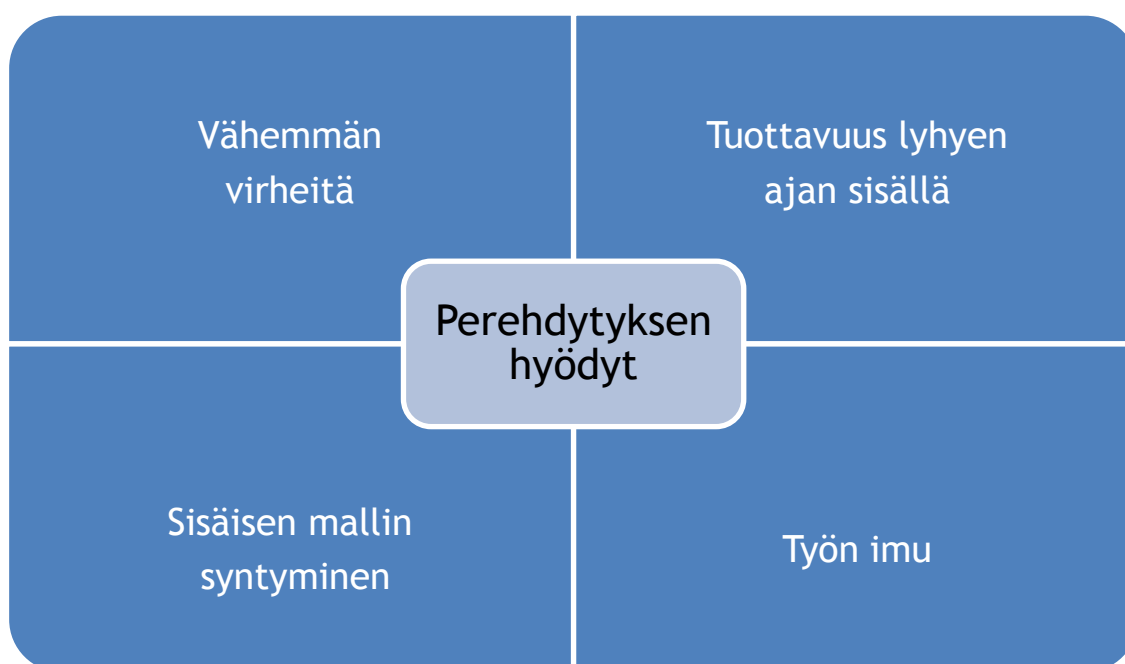 Vähemmän
virheitä
Tuottavuus lyhyen
ajan sisällä
Perehdytyksen
hyödyt
Sisäisen mallin
syntyminen
Työn imu